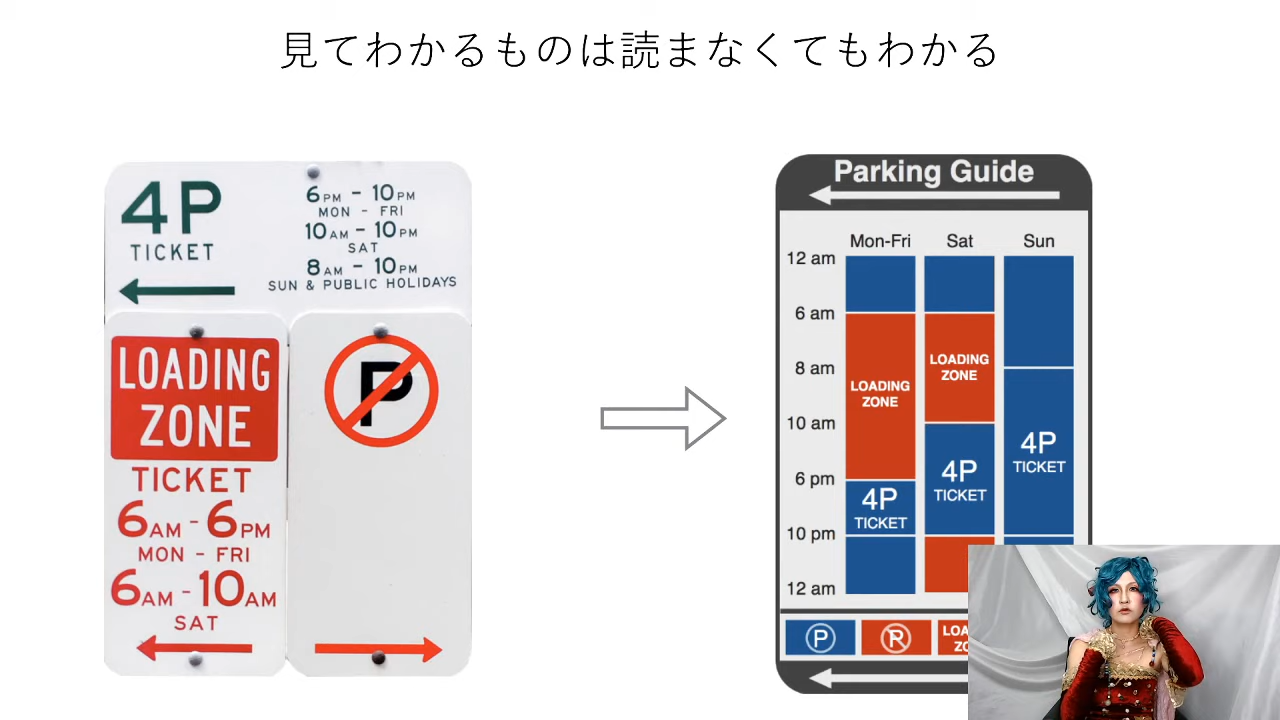 見てわかるものは読まなくてもわかる
4P
TICKET
6PM - 10PM
MON - FRI
10AM - 10PM
SAT
8AM - 10PM
SUN & PUBLIC HOLIDAYS
LOADING
ZONE
TICKET
6AM - 6PM
MON - FRI
6AM - 10AM
SAT
P
Parking Guide
Mon-Fri Sat Sun
12 am
6 am
8 am
10 am
6 pm
10 pm
12 am
LOADING
ZONE
4P
TICKET
LOADING
ZONE
4P
TICKET
4P
TICKET
P